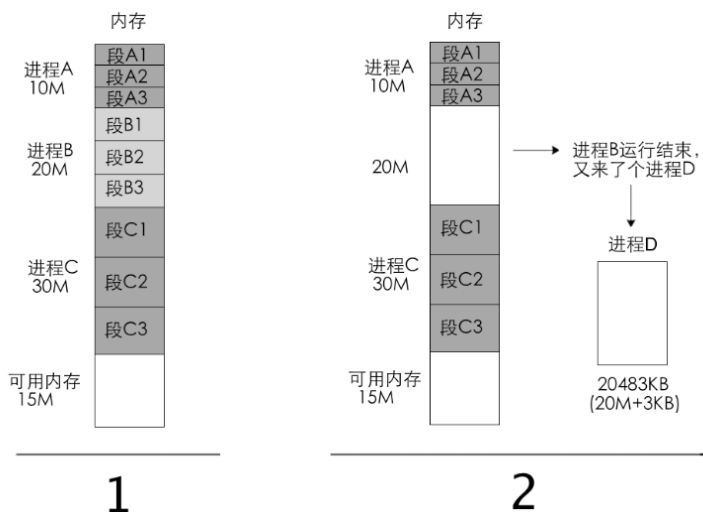 内存
进程A
10M
段A1
段A2
段A3
进程B
20M
段B1
段B2
段B3
进程C
30M
段C1
段C2
段C3
可用内存
15M
1
内存
进程A
10M
段A1
段A2
段A3
20M
进程B运行结束，
又来了个进程D
进程D
20483KB
(20M+3KB)
进程C
30M
段C1
段C2
段C3
可用内存
15M
2